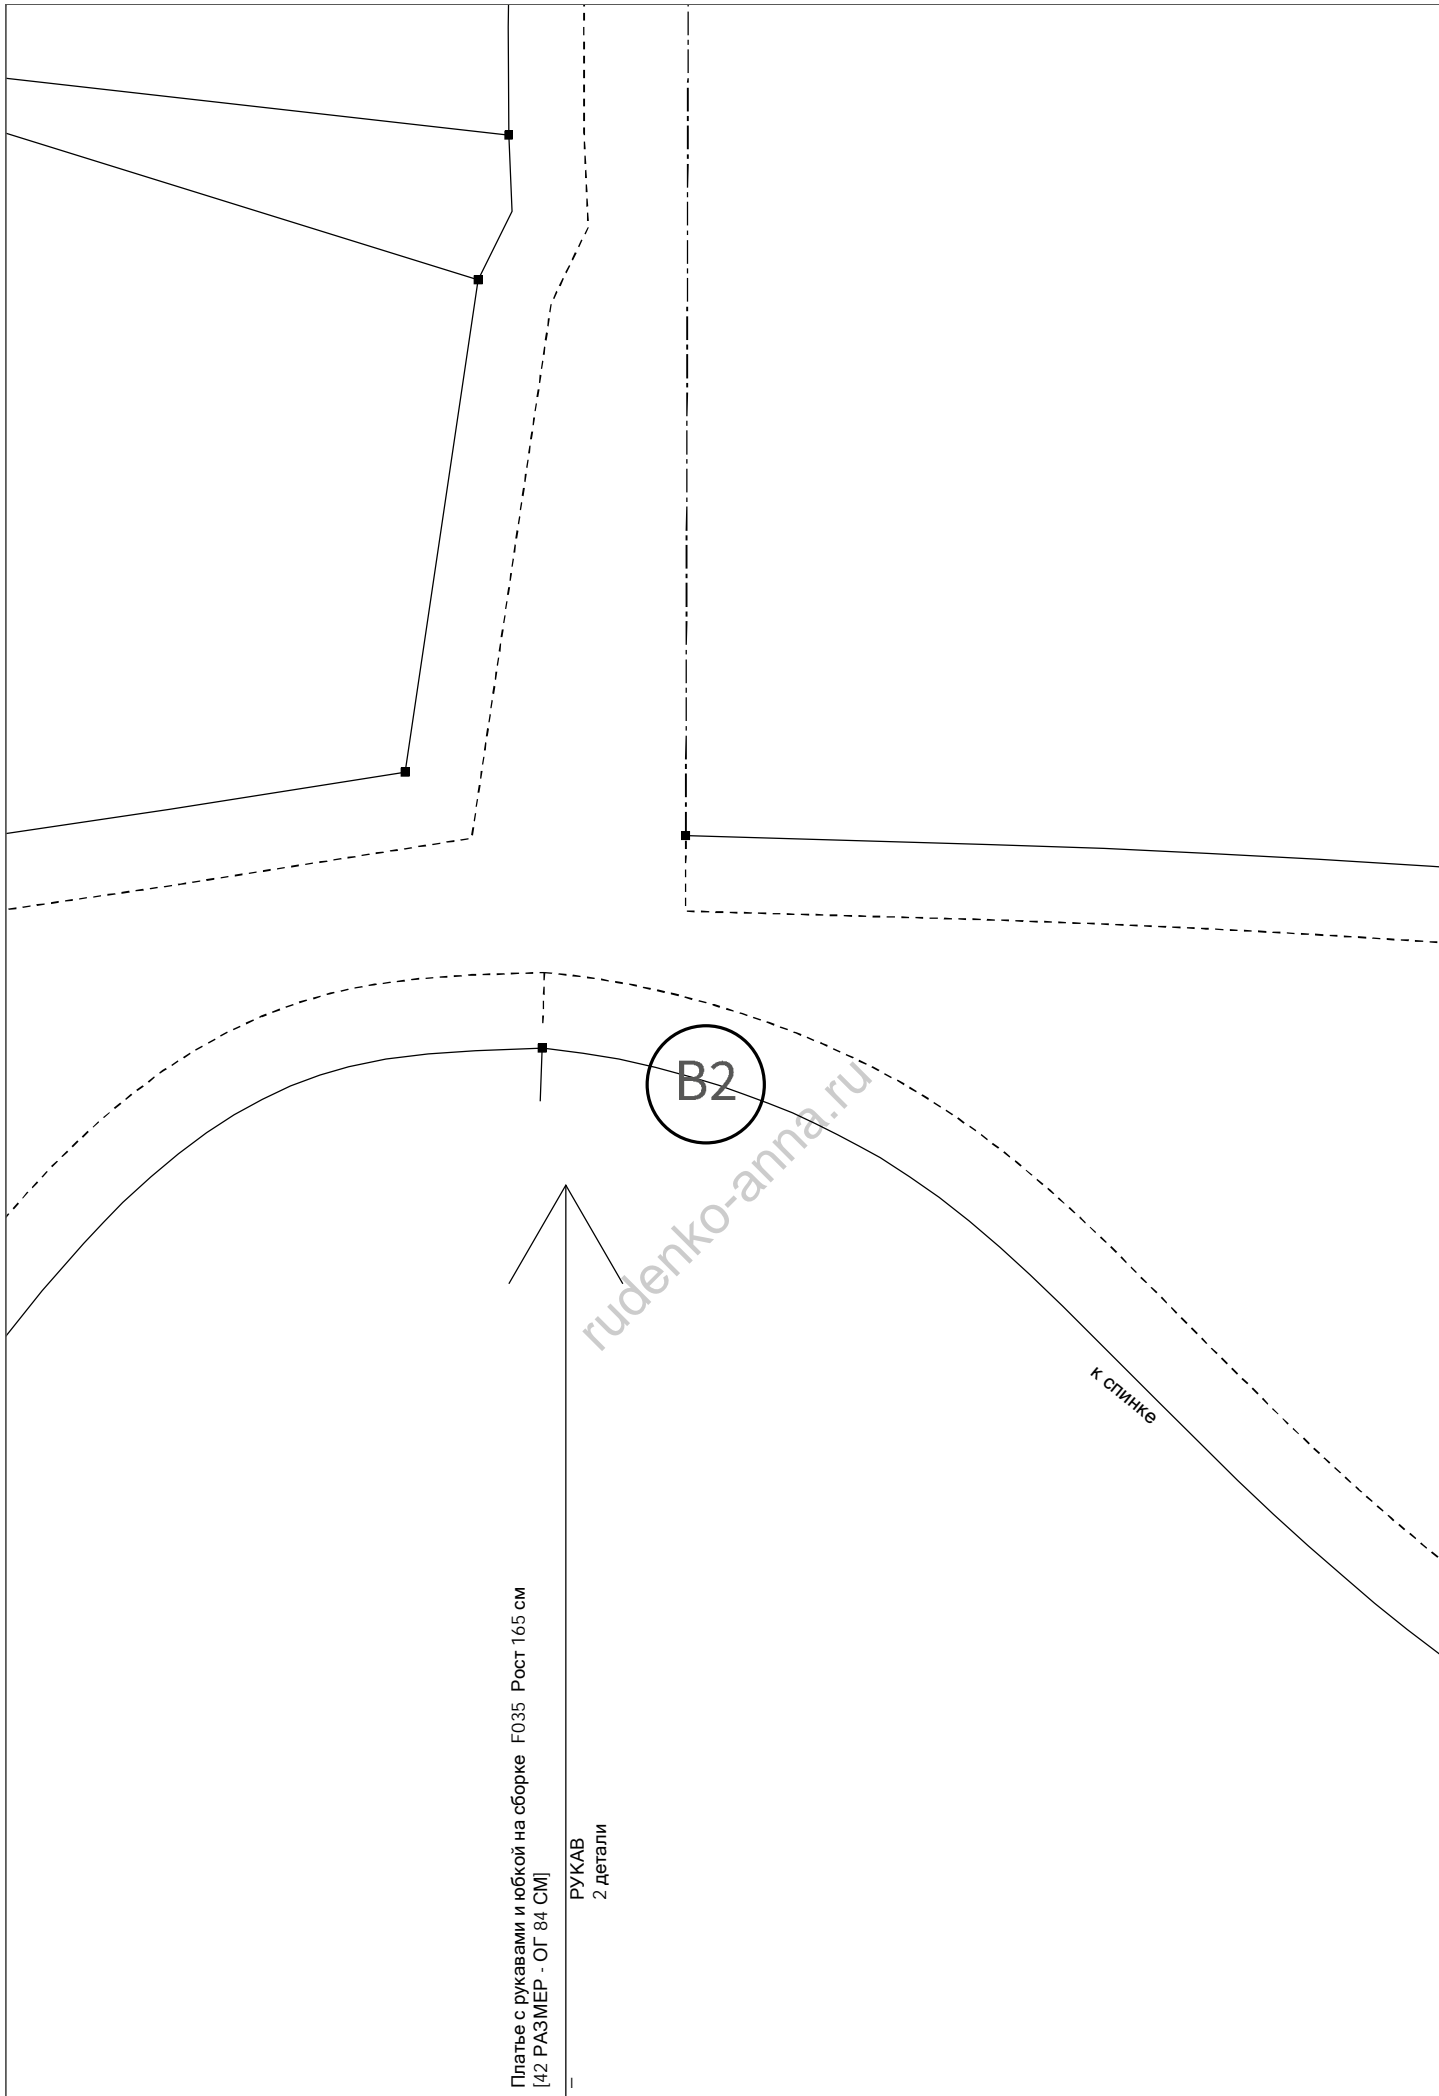 B2
rudenko-anna.ru
к спинке
Платье с рукавами и юбкой на сборке F035 Рост 165 см
[42 РАЗМЕР - ОГ 84 СМ]
РУКАВ
2 детали